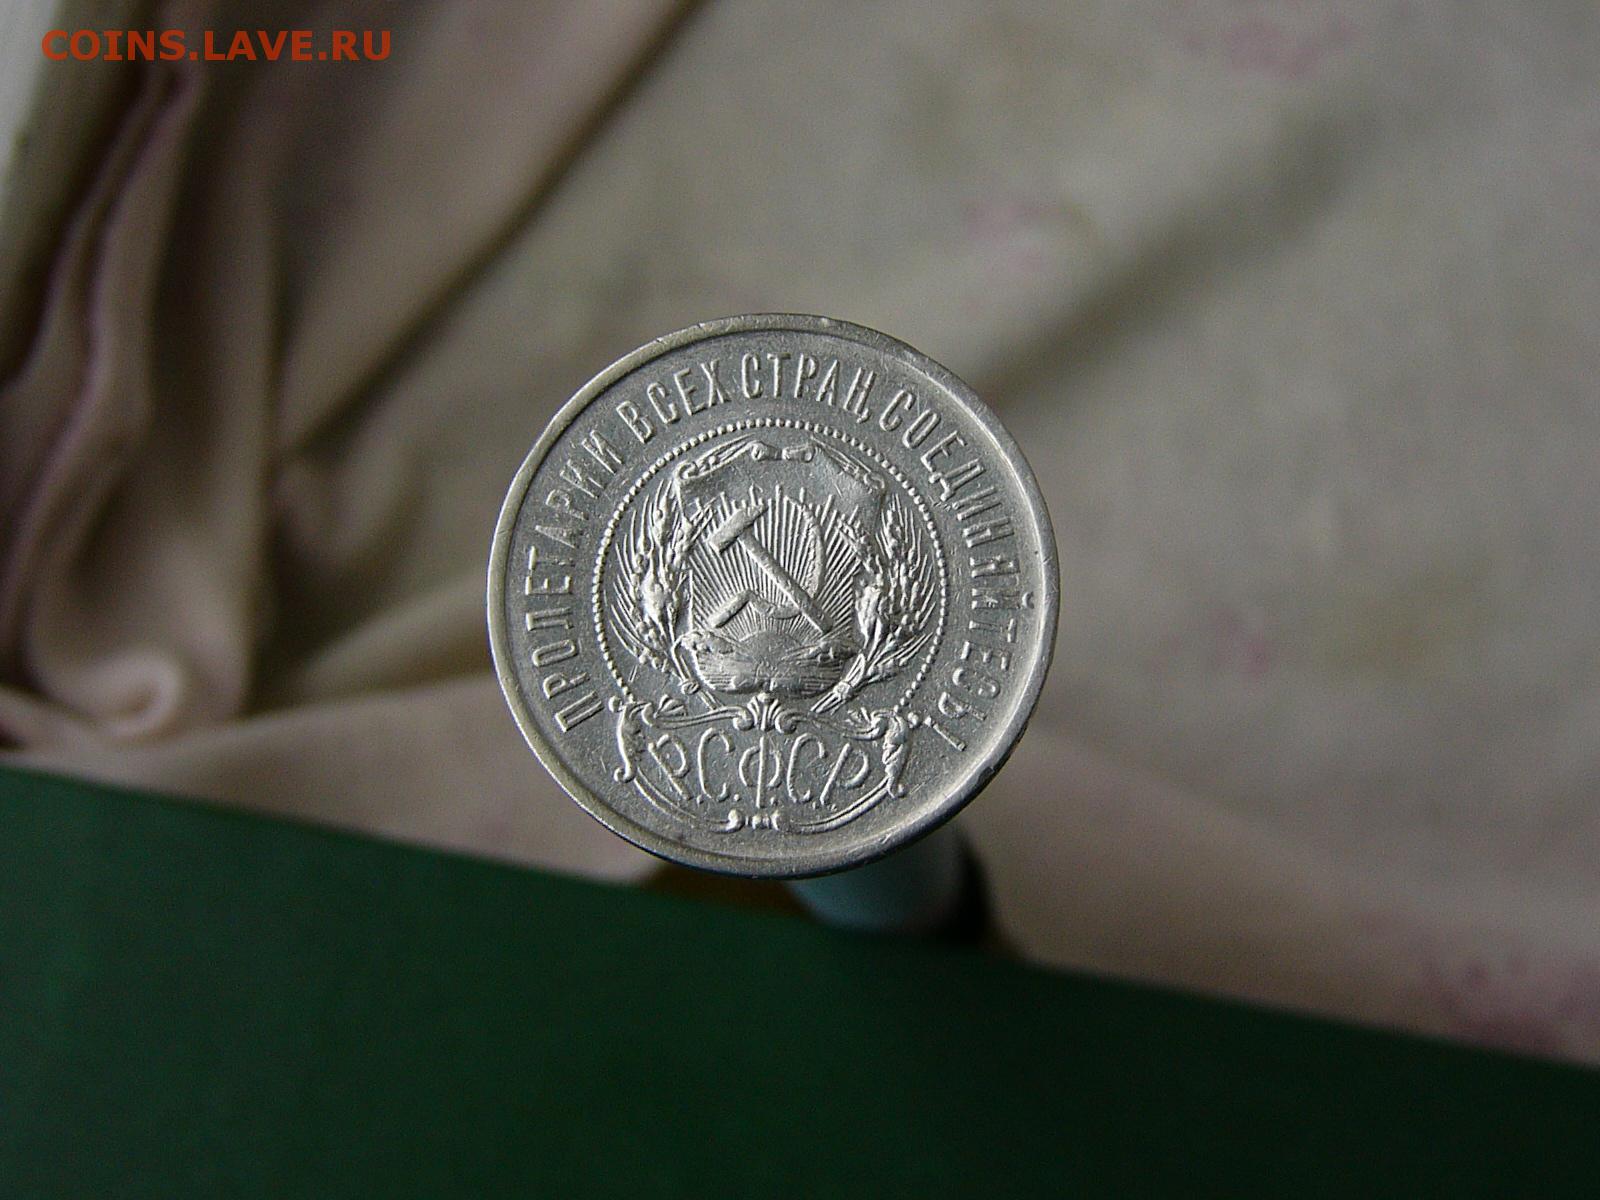 COINS.LAVE.RU
ПРОЛЕТАРИИ ВСЕХ СТРАН, СОЕДИНЯЙТЕСЬ!
Р.С.Ф.С.Р.